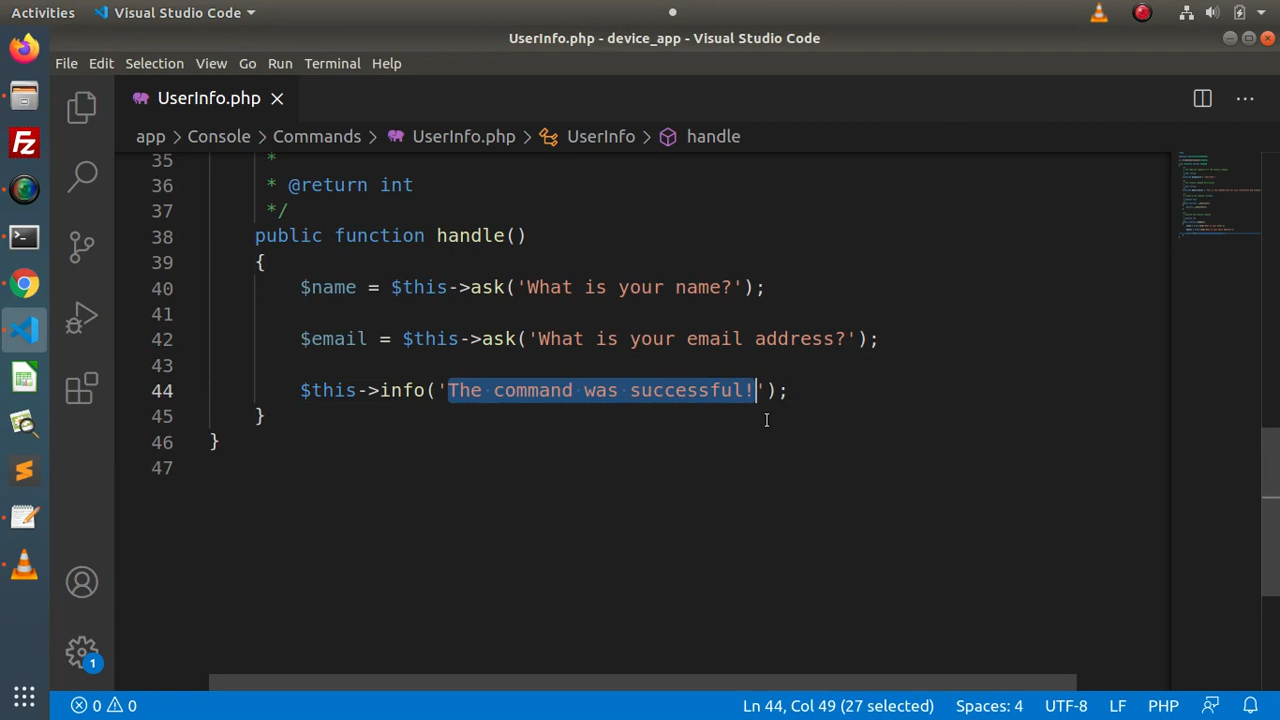 Activities Visual Studio Code
UserInfo.php - device_app - Visual Studio Code
File Edit Selection View Go Run Terminal Help
UserInfo.php
app > Console > Commands > UserInfo.php > UserInfo > handle
35 *
36 * @return int
37 */
38 public function handle()
39 {
40 $name = $this->ask('What is your name?');
41
42 $email = $this->ask('What is your email address?');
43
44 $this->info('The command was successful!');
45 }
46 }
47
Fz
1
0 0 Ln 44, Col 49 (27 selected) Spaces: 4 UTF-8 LF PHP